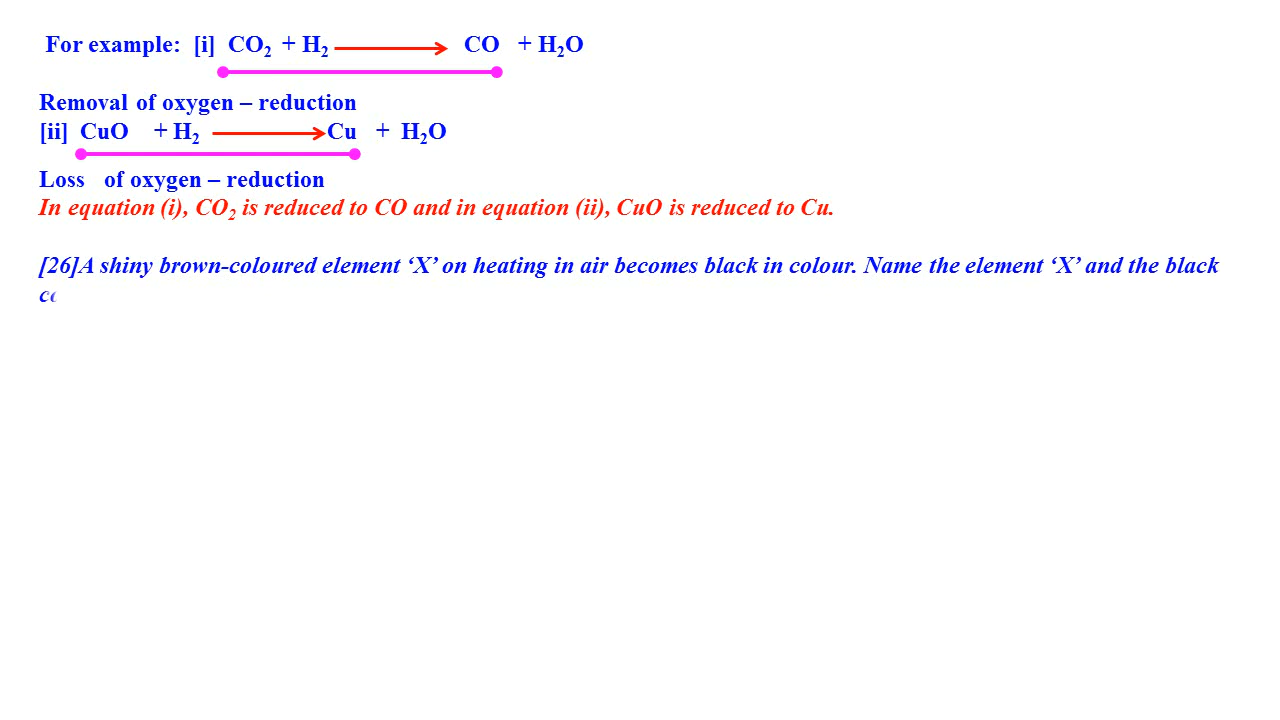 For example: [i] CO₂ + H₂ ⟶ CO + H₂O
Removal of oxygen – reduction
[ii] CuO + H₂ ⟶ Cu + H₂O
Loss of oxygen – reduction
In equation (i), CO₂ is reduced to CO and in equation (ii), CuO is reduced to Cu.
[26]A shiny brown-coloured element ‘X’ on heating in air becomes black in colour. Name the element ‘X’ and the black